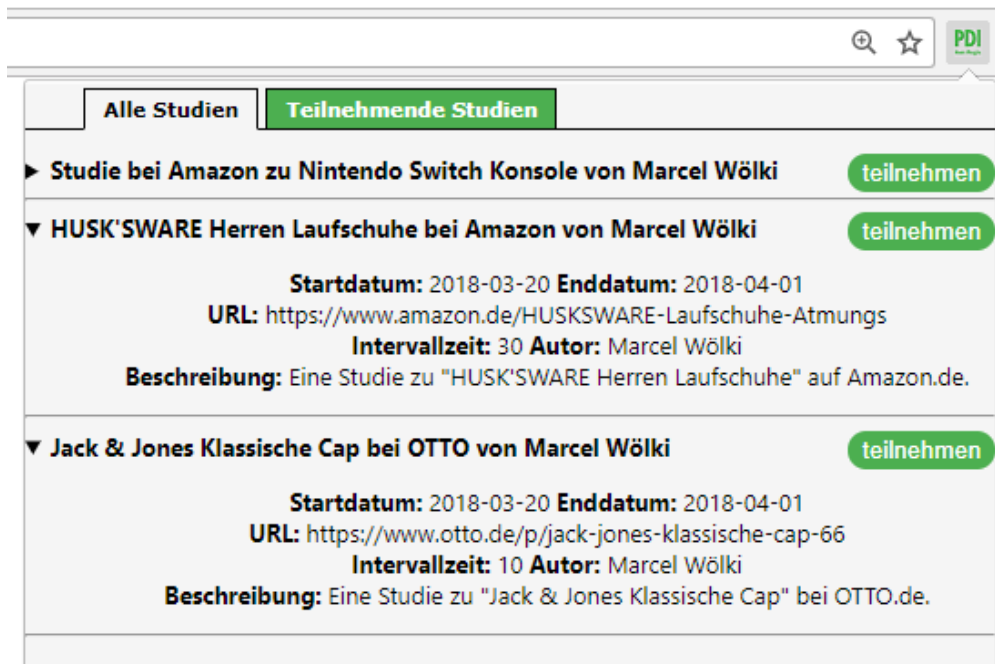 PDI
Alle Studien Teilnehmende Studien
Studie bei Amazon zu Nintendo Switch Konsole von Marcel Wölki teilnehmen
HUSK'SWARE Herren Laufschuhe bei Amazon von Marcel Wölki teilnehmen
Startdatum: 2018-03-20 Enddatum: 2018-04-01
URL: https://www.amazon.de/HUSKSWARE-Laufschuhe-Atmungs
Intervallzeit: 30 Autor: Marcel Wölki
Beschreibung: Eine Studie zu "HUSK'SWARE Herren Laufschuhe" auf Amazon.de.
Jack & Jones Klassische Cap bei OTTO von Marcel Wölki teilnehmen
Startdatum: 2018-03-20 Enddatum: 2018-04-01
URL: https://www.otto.de/p/jack-jones-klassische-cap-66
Intervallzeit: 10 Autor: Marcel Wölki
Beschreibung: Eine Studie zu "Jack & Jones Klassische Cap" bei OTTO.de.